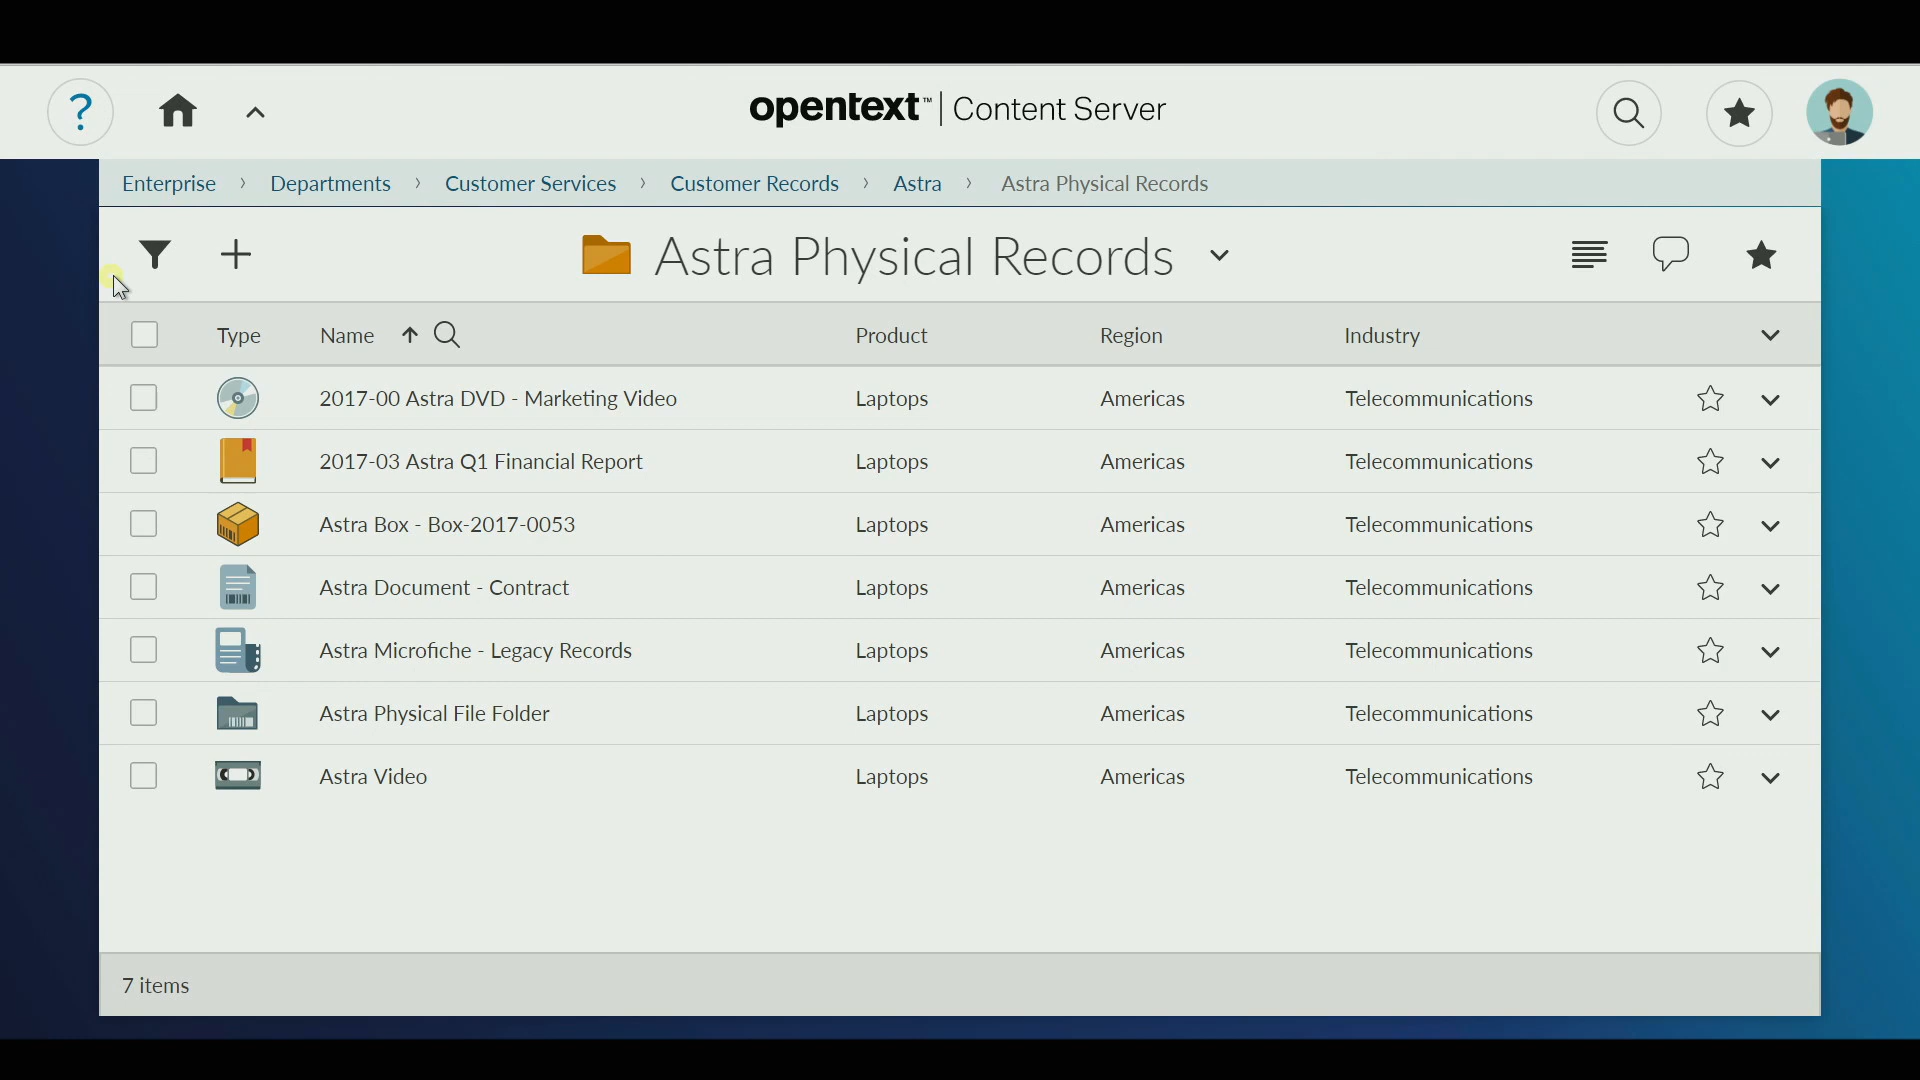 ?
opentext™ | Content Server
Enterprise › Departments › Customer Services › Customer Records › Astra › Astra Physical Records
Astra Physical Records
Type Name Product Region Industry
2017-00 Astra DVD - Marketing Video Laptops Americas Telecommunications
2017-03 Astra Q1 Financial Report Laptops Americas Telecommunications
Astra Box - Box-2017-0053 Laptops Americas Telecommunications
Astra Document - Contract Laptops Americas Telecommunications
Astra Microfiche - Legacy Records Laptops Americas Telecommunications
Astra Physical File Folder Laptops Americas Telecommunications
Astra Video Laptops Americas Telecommunications
7 items